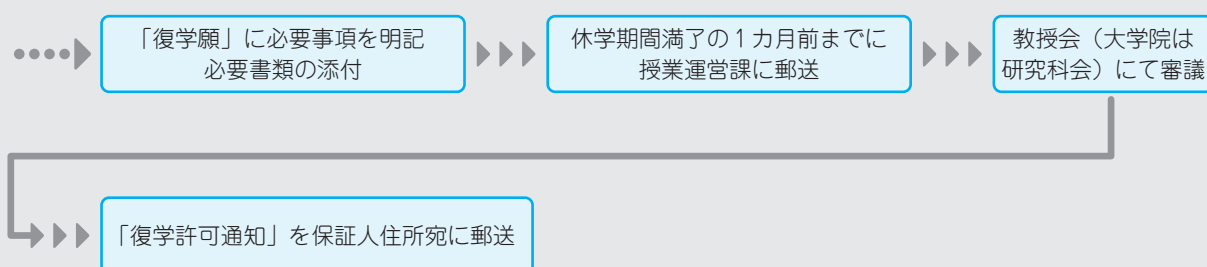 「復学願」に必要事項を明記
必要書類の添付
休学期間満了の1カ月前までに
授業運営課に郵送
教授会（大学院は
研究科会）にて審議
「復学許可通知」を保証人住所宛に郵送